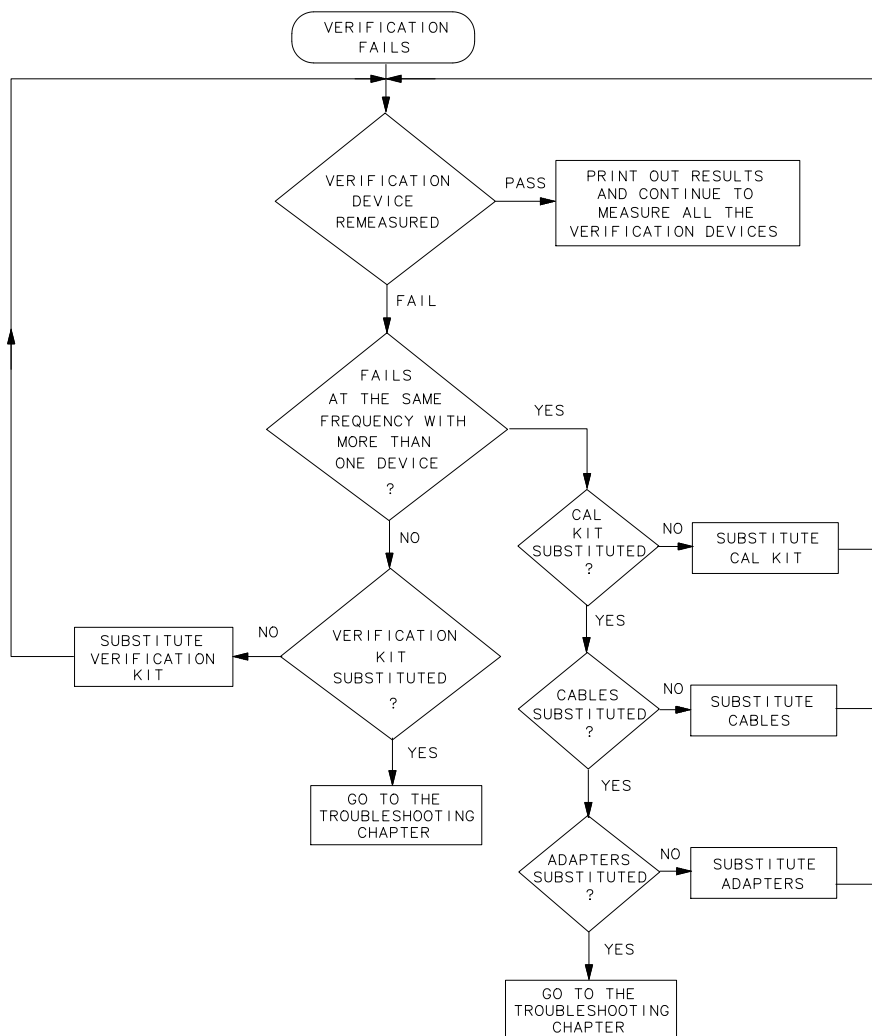 VERIFICATION
FAILS
VERIFICATION
DEVICE
REMEASURED
PASS
PRINT OUT RESULTS
AND CONTINUE TO
MEASURE ALL THE
VERIFICATION DEVICES
FAIL
FAILS
AT THE SAME
FREQUENCY WITH
MORE THAN
ONE DEVICE
?
YES
NO
CAL
KIT
SUBSTITUTED
?
NO
SUBSTITUTE
CAL KIT
YES
VERIFICATION
KIT
SUBSTITUTED
?
NO
SUBSTITUTE
VERIFICATION
KIT
YES
GO TO THE
TROUBLESHOOTING
CHAPTER
CABLES
SUBSTITUTED
?
NO
SUBSTITUTE
CABLES
YES
ADAPTERS
SUBSTITUTED
?
NO
SUBSTITUTE
ADAPTERS
YES
GO TO THE
TROUBLESHOOTING
CHAPTER